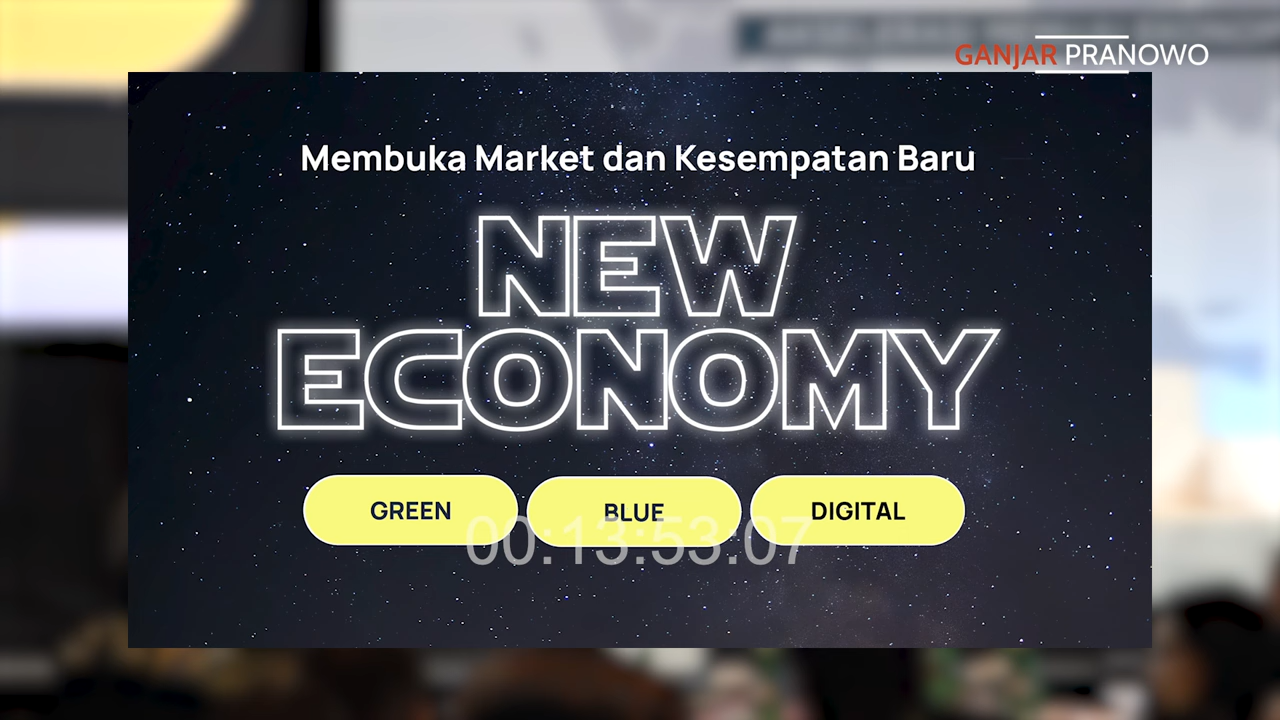 GANJAR PRANOWO
Membuka Market dan Kesempatan Baru
NEW
ECONOMY
GREEN BLUE DIGITAL
00:13:53:07